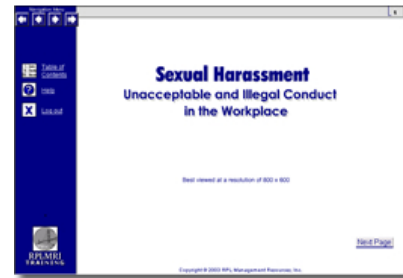 Navigation Menu
Table of
Contents
Help
Log out
Sexual Harassment
Unacceptable and Illegal Conduct
in the Workplace
Best viewed at a resolution of 800 x 600
Next Page
RPLMRI
TRAINING
Copyright © 2003 RPL Management Resources, Inc.